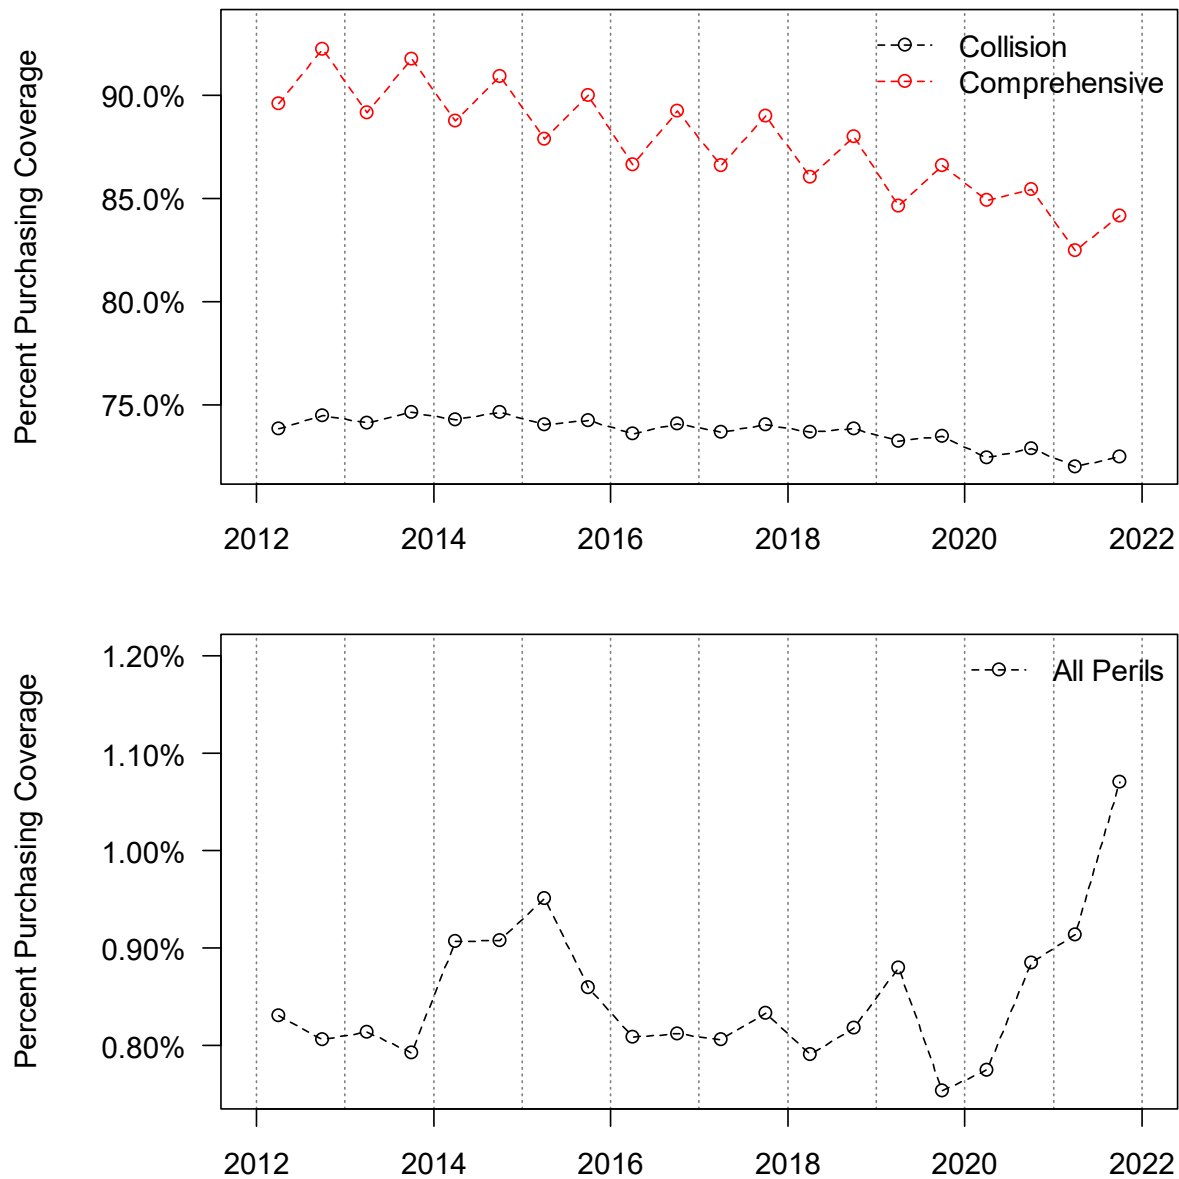 Percent Purchasing Coverage
90.0%
85.0%
80.0%
75.0%
Collision
Comprehensive
2012 2014 2016 2018 2020 2022
Percent Purchasing Coverage
1.20%
1.10%
1.00%
0.90%
0.80%
All Perils
2012 2014 2016 2018 2020 2022